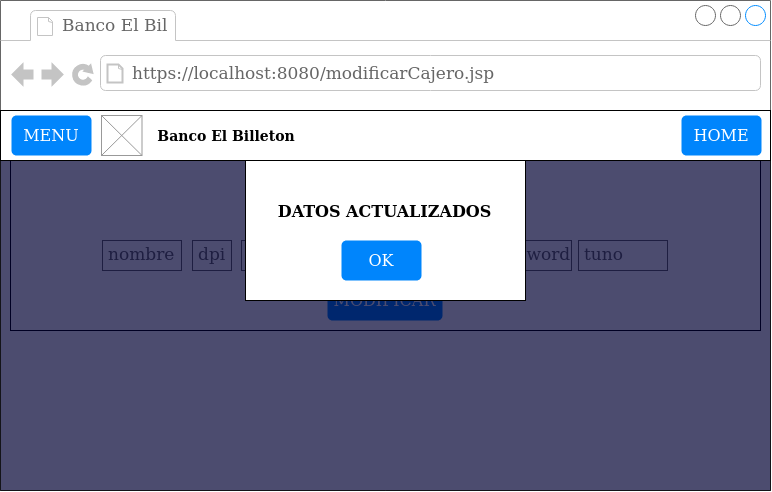 Banco El Bil
https://localhost:8080/modificarCajero.jsp
MENU
Banco El Billeton
HOME
DATOS ACTUALIZADOS
nombre dpi word tuno
OK
MODIFICAR